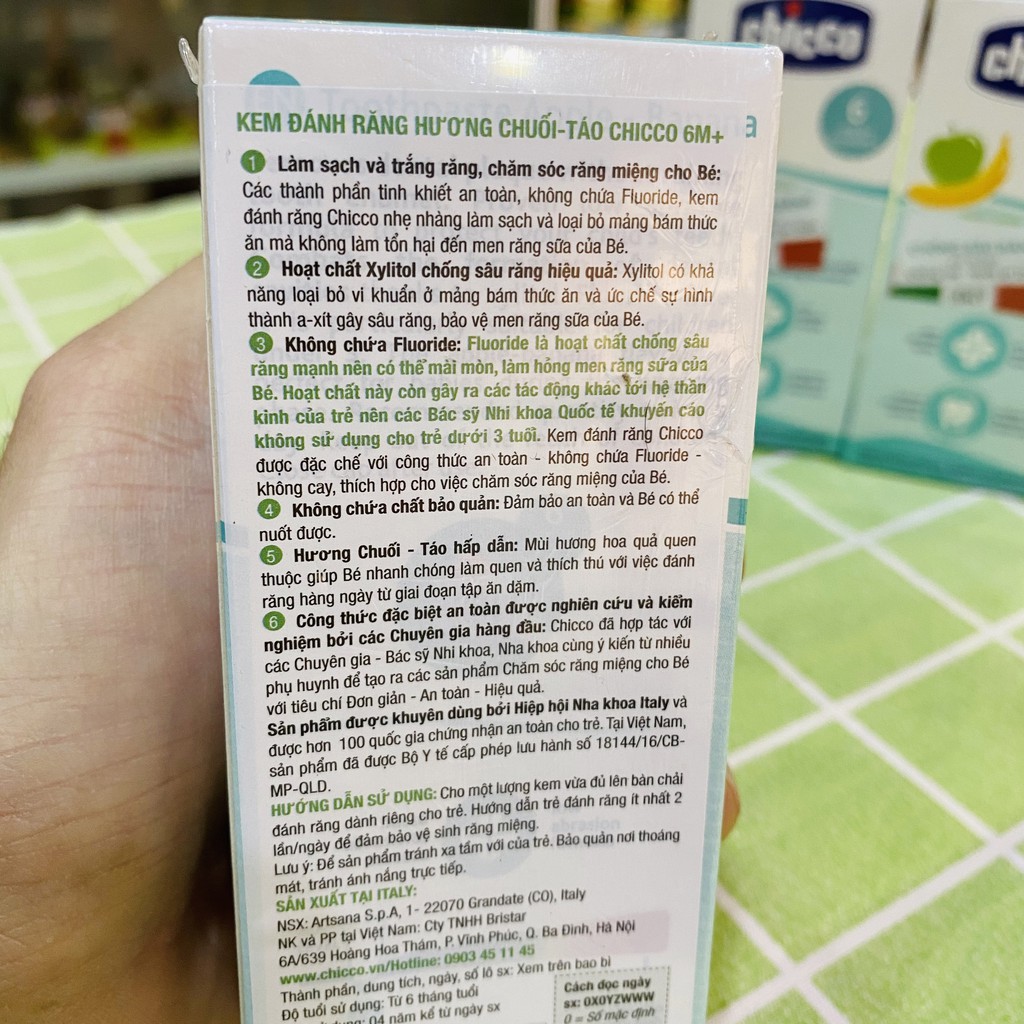 KEM ĐÁNH RĂNG HƯƠNG CHUỐI-TÁO CHICCO 6M+
1 Làm sạch và trắng răng, chăm sóc răng miệng cho Bé:
Các thành phần tinh khiết an toàn, không chứa Fluoride, kem
đánh răng Chicco nhẹ nhàng làm sạch và loại bỏ mảng bám thức
ăn mà không làm tổn hại đến men răng sữa của Bé.
2 Hoạt chất Xylitol chống sâu răng hiệu quả: Xylitol có khả
năng loại bỏ vi khuẩn ở mảng bám thức ăn và ức chế sự hình
thành a-xít gây sâu răng, bảo vệ men răng sữa của Bé.
3 Không chứa Fluoride: Fluoride là hoạt chất chống sâu
răng mạnh nên có thể mài mòn, làm hỏng men răng sữa của
Bé. Hoạt chất này còn gây ra các tác động khác tới hệ thần
kinh của trẻ nên các Bác sỹ Nhi khoa Quốc tế khuyến cáo
không sử dụng cho trẻ dưới 3 tuổi. Kem đánh răng Chicco
được đặc chế với công thức an toàn - không chứa Fluoride -
không cay, thích hợp cho việc chăm sóc răng miệng của Bé.
4 Không chứa chất bảo quản: Đảm bảo an toàn và Bé có thể
nuốt được.
5 Hương Chuối - Táo hấp dẫn: Mùi hương hoa quả quen
thuộc giúp Bé nhanh chóng làm quen và thích thú với việc đánh
răng hàng ngày từ giai đoạn tập ăn dặm.
6 Công thức đặc biệt an toàn được nghiên cứu và kiểm
nghiệm bởi các Chuyên gia hàng đầu: Chicco đã hợp tác với
các Chuyên gia - Bác sỹ Nhi khoa, Nha khoa cùng ý kiến từ nhiều
phụ huynh để tạo ra các sản phẩm Chăm sóc răng miệng cho Bé
với tiêu chí Đơn giản - An toàn - Hiệu quả.
Sản phẩm được khuyên dùng bởi Hiệp hội Nha khoa Italy và
được hơn 100 quốc gia chứng nhận an toàn cho trẻ. Tại Việt Nam,
sản phẩm đã được Bộ Y tế cấp phép lưu hành số 18144/16/CB-
MP-QLD.
HƯỚNG DẪN SỬ DỤNG: Cho một lượng kem vừa đủ lên bàn chải
đánh răng dành riêng cho trẻ. Hướng dẫn trẻ đánh răng ít nhất 2
lần/ngày để đảm bảo vệ sinh răng miệng.
Lưu ý: Để sản phẩm tránh xa tầm với của trẻ. Bảo quản nơi thoáng
mát, tránh ánh nắng trực tiếp.
SẢN XUẤT TẠI ITALY:
NSX: Artsana S.p.A, 1- 22070 Grandate (CO), Italy
NK và PP tại Việt Nam: Cty TNHH Bristar
6A/639 Hoàng Hoa Thám, P. Vĩnh Phúc, Q. Ba Đình, Hà Nội
www.chicco.vn/Hotline: 0903 45 11 45
Thành phần, dung tích, ngày, số lô sx: Xem trên bao bì
Độ tuổi sử dụng: Từ 6 tháng tuổi
04 năm kể từ ngày sx
Cách đọc ngày
sx: 0X0YZWWW
0 = Số mặc định
chicco
6